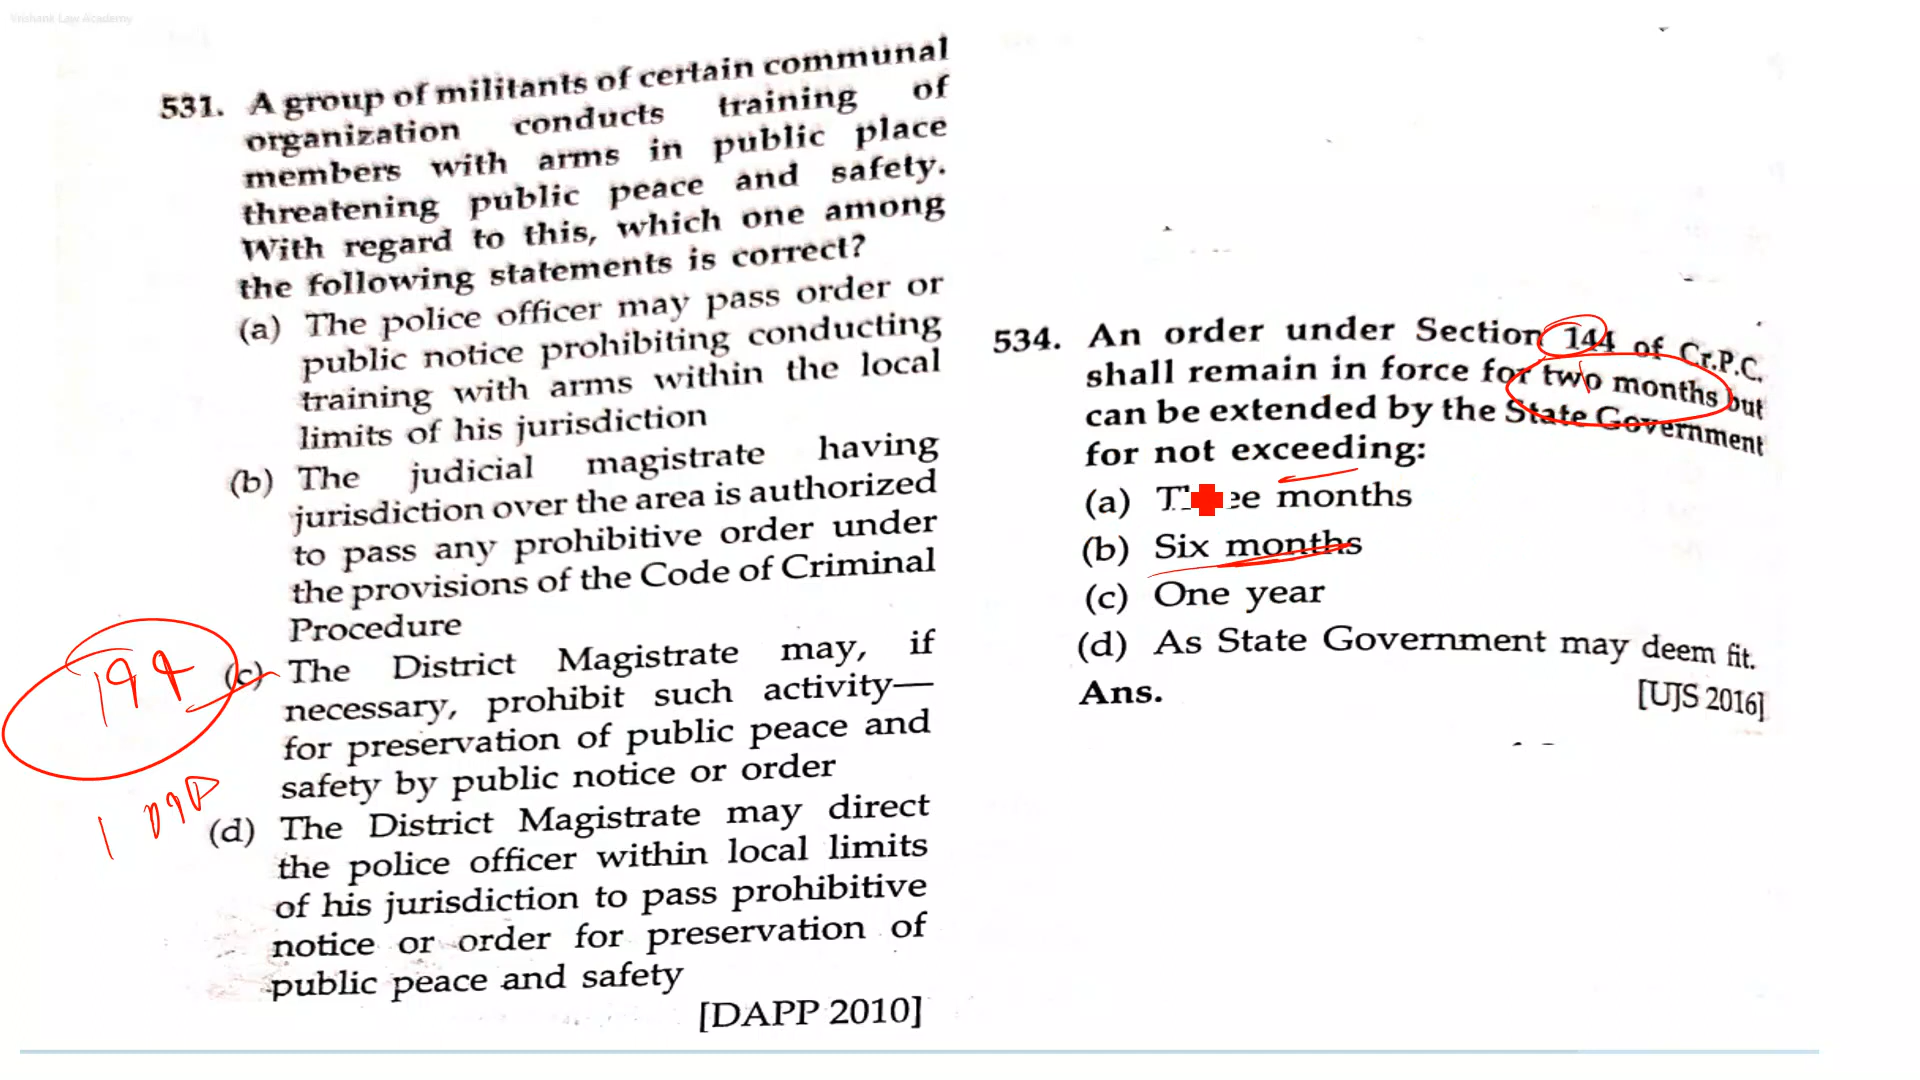 Vrishank Law Academy
531. A group of militants of certain communal
organization conducts training of
members with arms in public place
threatening public peace and safety.
With regard to this, which one among
the following statements is correct?
(a) The police officer may pass order or
public notice prohibiting conducting
training with arms within the local
limits of his jurisdiction
(b) The judicial magistrate having
jurisdiction over the area is authorized
to pass any prohibitive order under
the provisions of the Code of Criminal
Procedure
(c) The District Magistrate may, if
necessary, prohibit such activity—
for preservation of public peace and
safety by public notice or order
(d) The District Magistrate may direct
the police officer within local limits
of his jurisdiction to pass prohibitive
notice or order for preservation of
public peace and safety
[DAPP 2010]
534. An order under Section 144 of Cr.P.C.
shall remain in force for two months but
can be extended by the State Government
for not exceeding:
(a) Three months
(b) Six months
(c) One year
(d) As State Government may deem fit.
Ans. [UJS 2016]